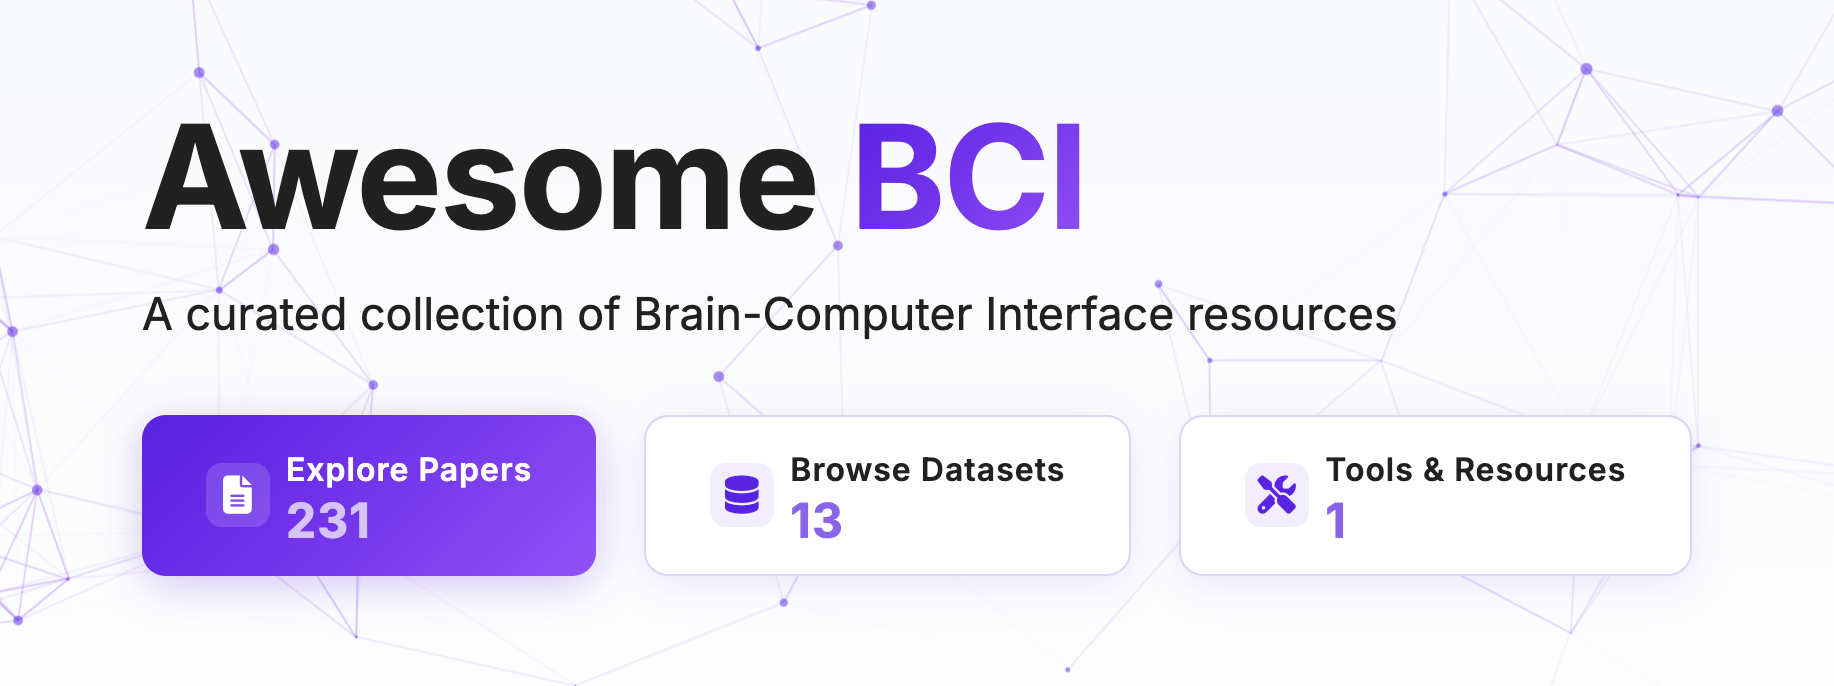 Awesome BCI
A curated collection of Brain-Computer Interface resources
Explore Papers
231
Browse Datasets
13
Tools & Resources
1